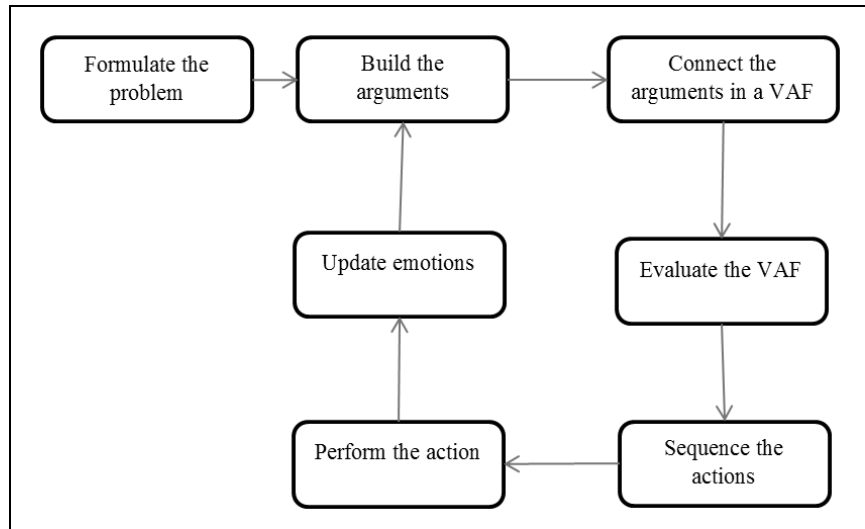 Formulate the
problem
Build the
arguments
Connect the
arguments in a VAF
Update emotions
Evaluate the VAF
Perform the action
Sequence the
actions